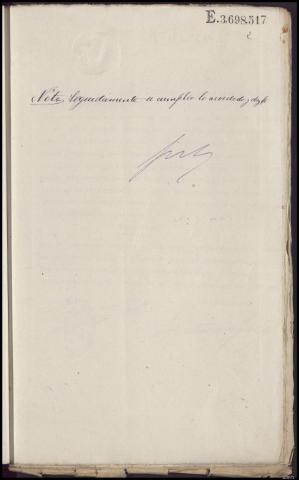 E.3.698.517
Nota, Seguidamente se cumplió lo acordado; doy fe